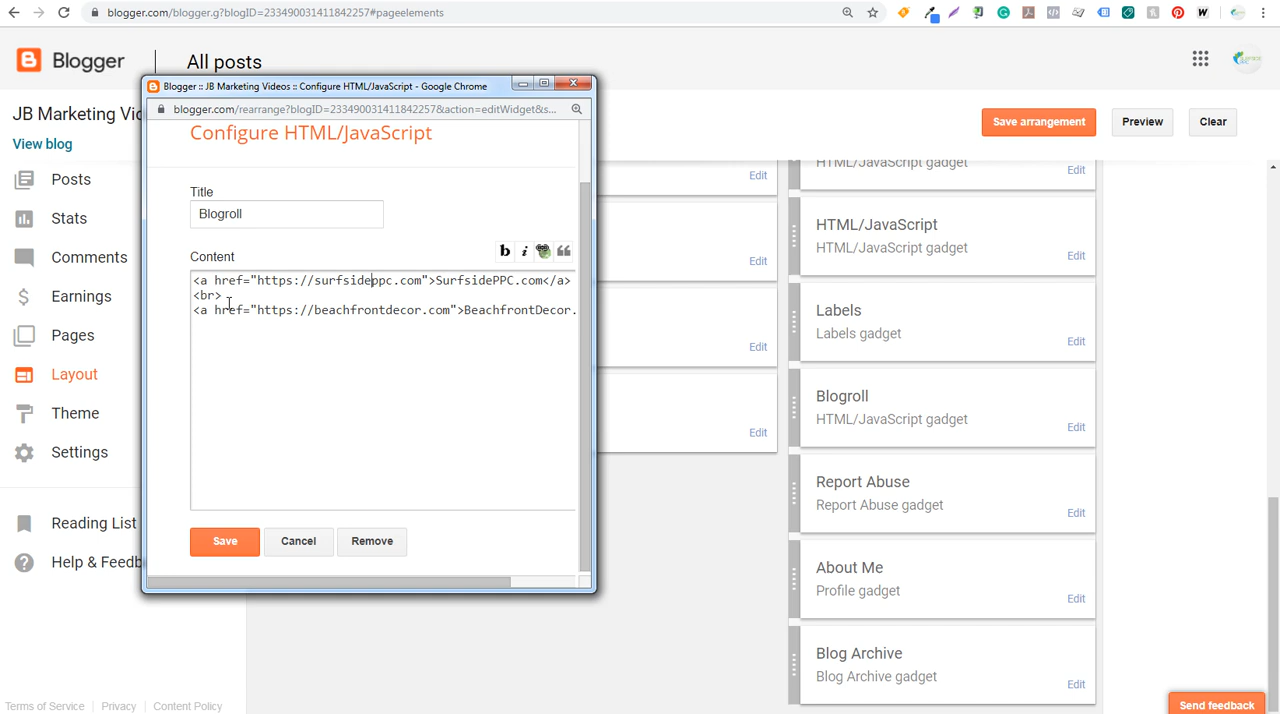 blogger.com/blogger.g?blogID=2334900314118​42257#pageelements
Blogger
All posts
JB Marketing Vid
View blog
Save arrangement
Preview
Clear
Posts
Stats
Comments
Earnings
Pages
Layout
Theme
Settings
Reading List
Help & Feedb
Terms of Service
Privacy
Content Policy
Blogger :: JB Marketing Videos :: Configure HTML/JavaScript - Google Chrome
blogger.com/rearrange?blogID=233490031411842257&action=editWidget&s...
Configure HTML/JavaScript
Title
Blogroll
Content
b i
<a href="https://surfsideppc.com">SurfsidePPC.com</a>
<br>
<a href="https://beachfrontdecor.com">BeachfrontDecor.
Save
Cancel
Remove
Edit
Edit
Edit
Edit
HTML/JavaScript gadget
Edit
HTML/JavaScript
HTML/JavaScript gadget
Edit
Labels
Labels gadget
Edit
Blogroll
HTML/JavaScript gadget
Edit
Report Abuse
Report Abuse gadget
Edit
About Me
Profile gadget
Edit
Blog Archive
Blog Archive gadget
Edit
Send feedback